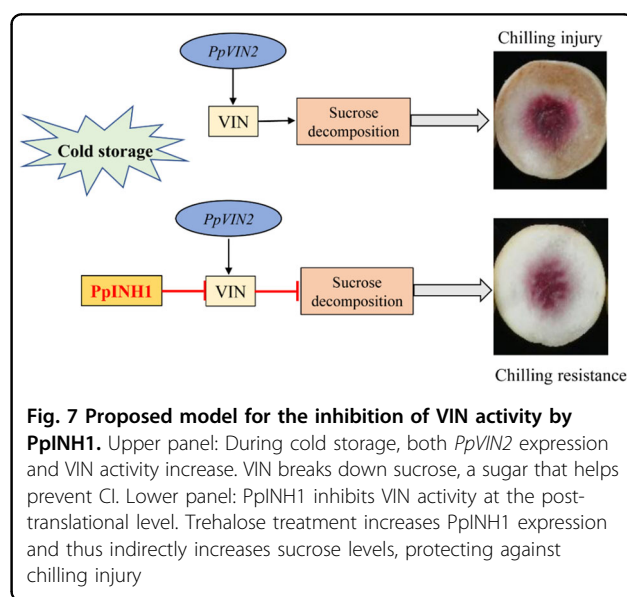 Chilling injury
PpVIN2
VIN
Sucrose
decomposition
Cold storage
PpVIN2
PpINH1
VIN
Sucrose
decomposition
Chilling resistance
Fig. 7 Proposed model for the inhibition of VIN activity by
PpINH1. Upper panel: During cold storage, both PpVIN2 expression
and VIN activity increase. VIN breaks down sucrose, a sugar that helps
prevent CI. Lower panel: PpINH1 inhibits VIN activity at the post-
translational level. Trehalose treatment increases PpINH1 expression
and thus indirectly increases sucrose levels, protecting against
chilling injury